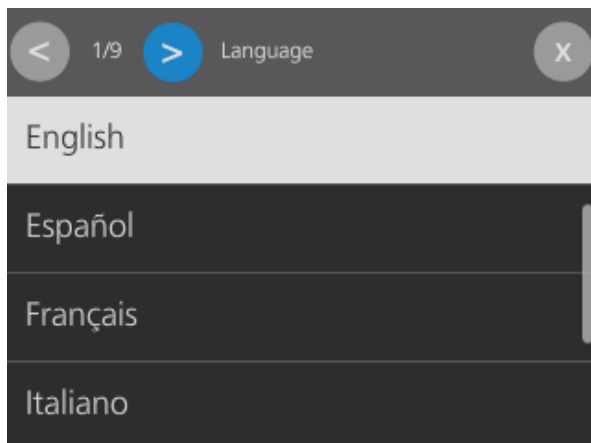 < 1/9 > Language X
English
Español
Français
Italiano